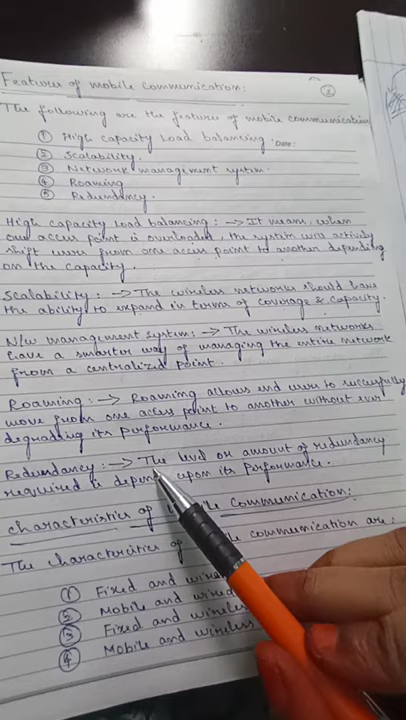 Features of mobile communication:
2
The following are the features of mobile communication
① High capacity load balancing Date:
② Scalability.
③ Network management system.
④ Roaming
⑤ Redundancy.
High capacity load balancing: → It means, when
one access point is overloaded, the system will actively
shift users from one access point to another depending
on the capacity.
Scalability: → The wireless networks should have
the ability to expand in terms of coverage & capacity.
N/w management system: → The wireless networks
have a smarter way of managing the entire network
from a centralized point.
Roaming: → Roaming allows end user to successfully
move from one access point to another without ever
degrading its performance.
Redundancy: → The level or amount of redundancy
required is depend upon its performance.
characteristics of communication:
The characteristics of communication are:
① Fixed and
② Mobile and
③ Fixed and wireless
④ Mobile and wireless